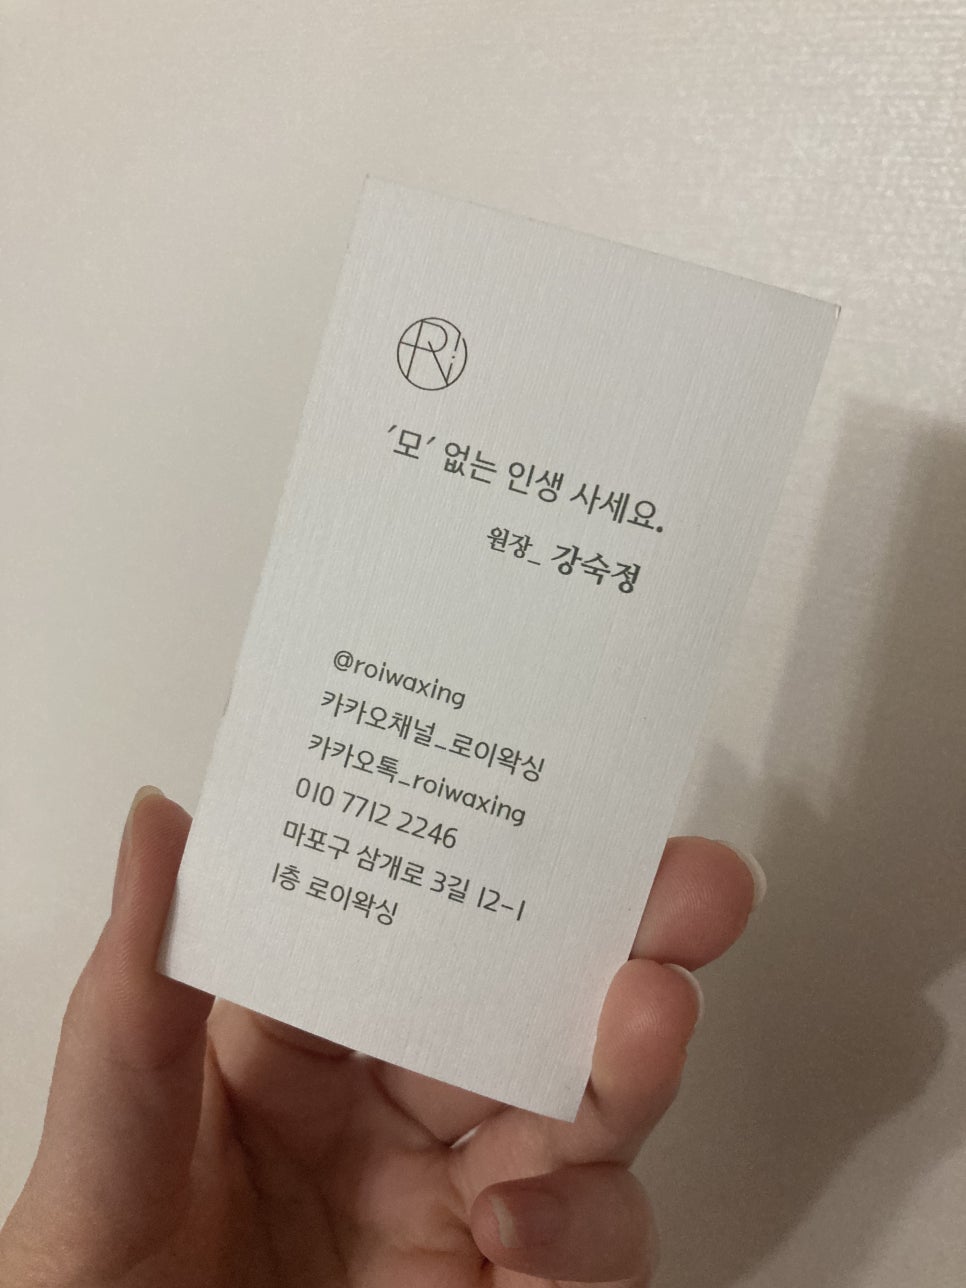 Ri
'모' 없는 인생 사세요.
원장_ 강숙정
@roiwaxing
카카오채널_로이왁싱
카카오톡_roiwaxing
010 7712 2246
마포구 삼개로 3길 12-1
1층 로이왁싱